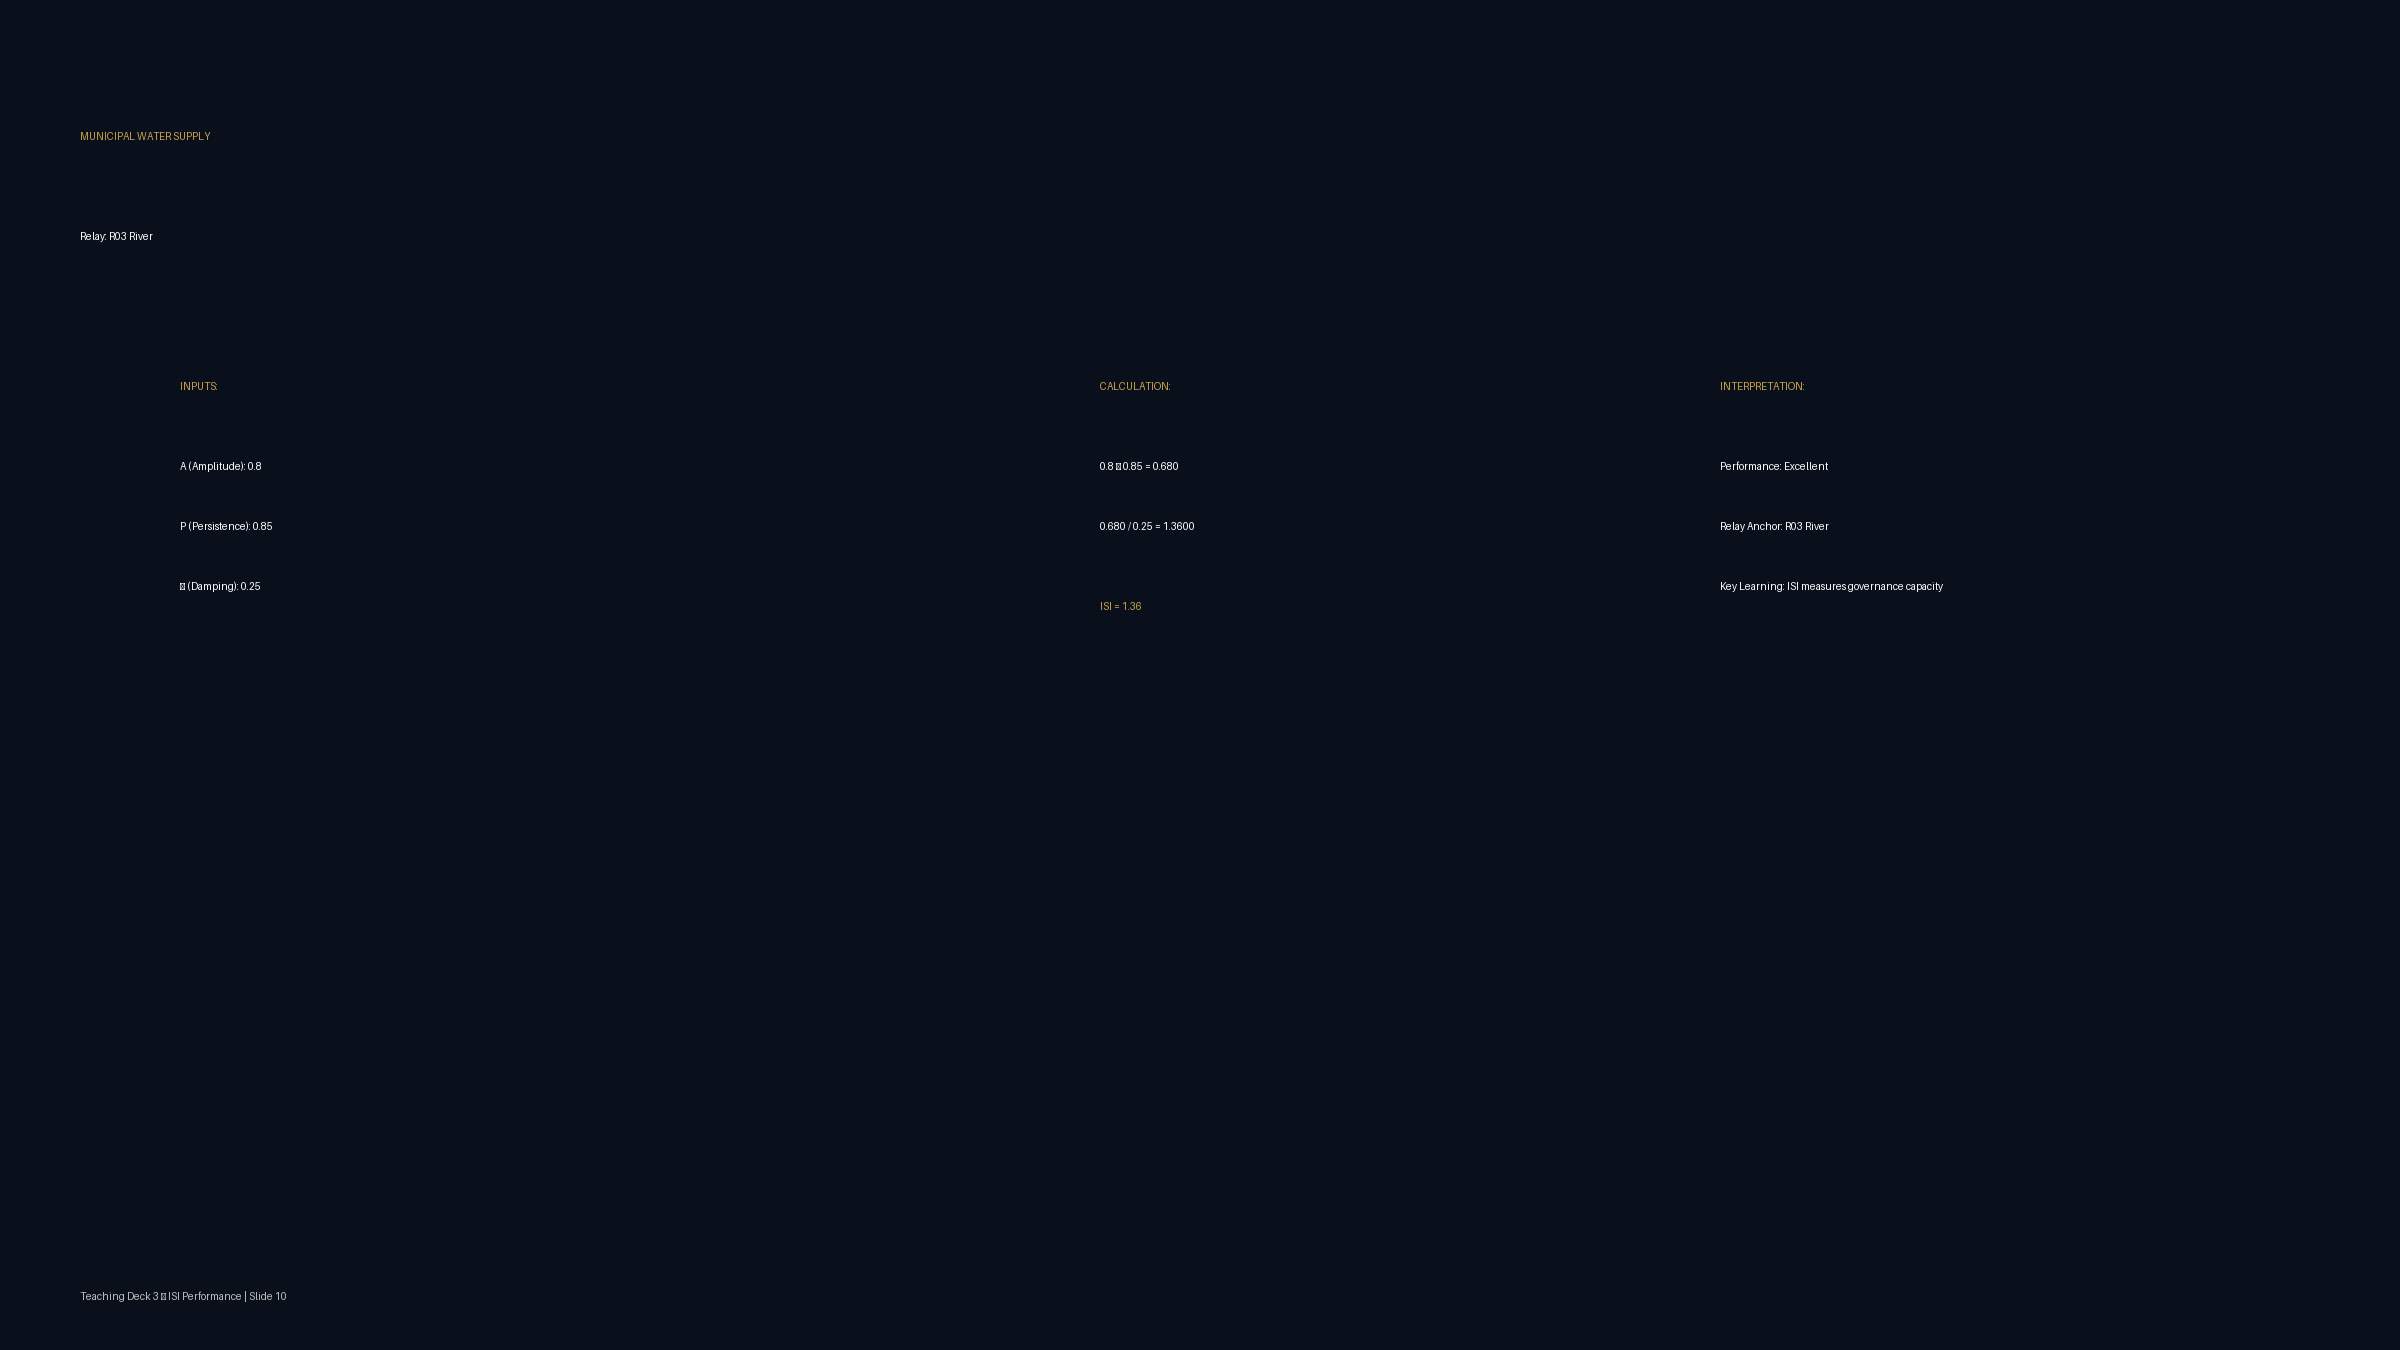 MUNICIPAL WATER SUPPLY
Relay: R03 River
INPUTS:
A (Amplitude): 0.8
P (Persistence): 0.85
(Damping): 0.25
CALCULATION:
0.8 0.85 = 0.680
0.680 / 0.25 = 1.3600
ISI = 1.36
INTERPRETATION:
Performance: Excellent
Relay Anchor: R03 River
Key Learning: ISI measures governance capacity
Teaching Deck 3 ISI Performance | Slide 10